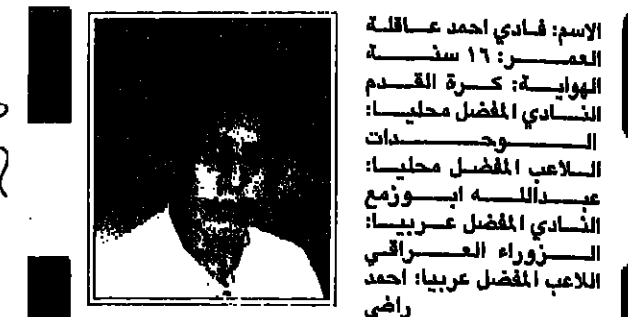 الاسم: فادي احمد عاقلة
العمر: ١٦ سنة
الهواية: كرة القدم
النادي المفضل محليا:
الوحدات
اللاعب المفضل محليا:
عبدالله ابوزمع
النادي المفضل عربيا:
الزوراء العراقي
اللاعب المفضل عربيا: احمد
راضي